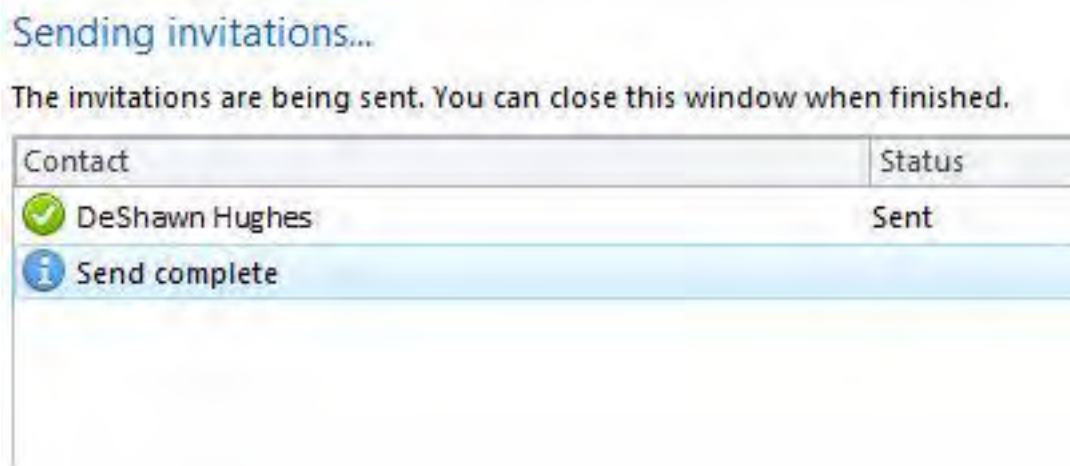 Sending invitations...
The invitations are being sent. You can close this window when finished.
Contact Status
DeShawn Hughes Sent
Send complete